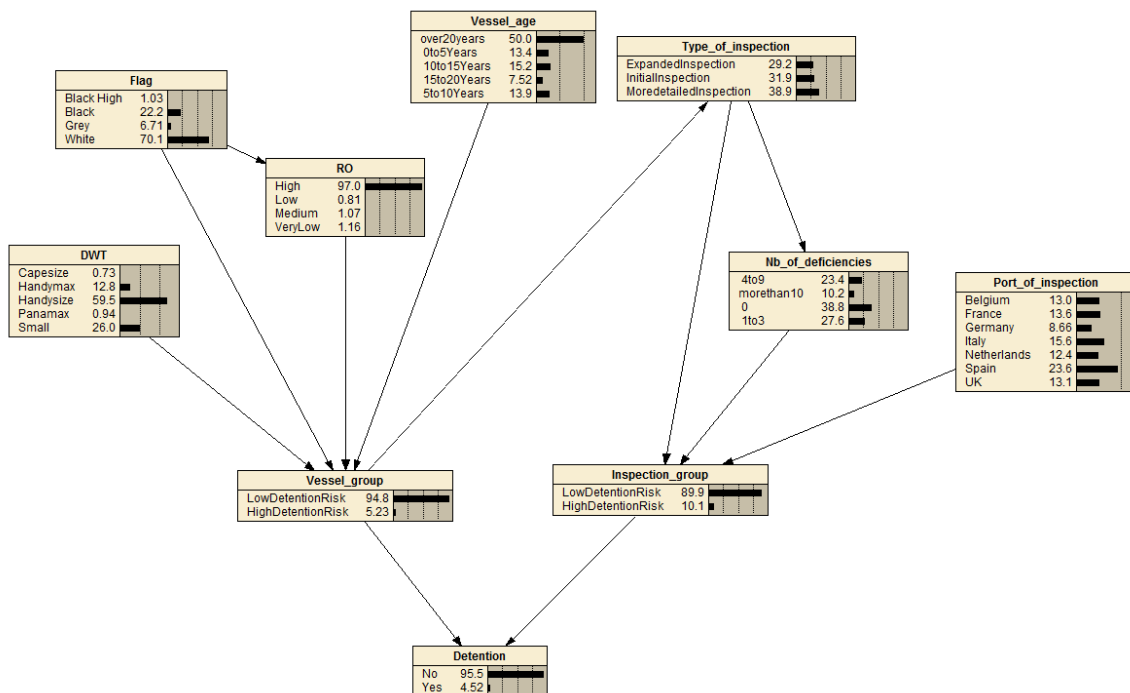 Vessel_age
over20years 50.0
0to5Years 13.4
10to15Years 15.2
15to20Years 7.52
5to10Years 13.9
Type_of_inspection
ExpandedInspection 29.2
InitialInspection 31.9
MoredetailedInspection 38.9
Flag
Black High 1.03
Black 22.2
Grey 6.71
White 70.1
RO
High 97.0
Low 0.81
Medium 1.07
VeryLow 1.16
DWT
Capesize 0.73
Handymax 12.8
Handysize 59.5
Panamax 0.94
Small 26.0
Nb_of_deficiencies
4to9 23.4
morethan10 10.2
0 38.8
1to3 27.6
Port_of_inspection
Belgium 13.0
France 13.6
Germany 8.66
Italy 15.6
Netherlands 12.4
Spain 23.6
UK 13.1
Vessel_group
LowDetentionRisk 94.8
HighDetentionRisk 5.23
Inspection_group
LowDetentionRisk 89.9
HighDetentionRisk 10.1
Detention
No 95.5
Yes 4.52